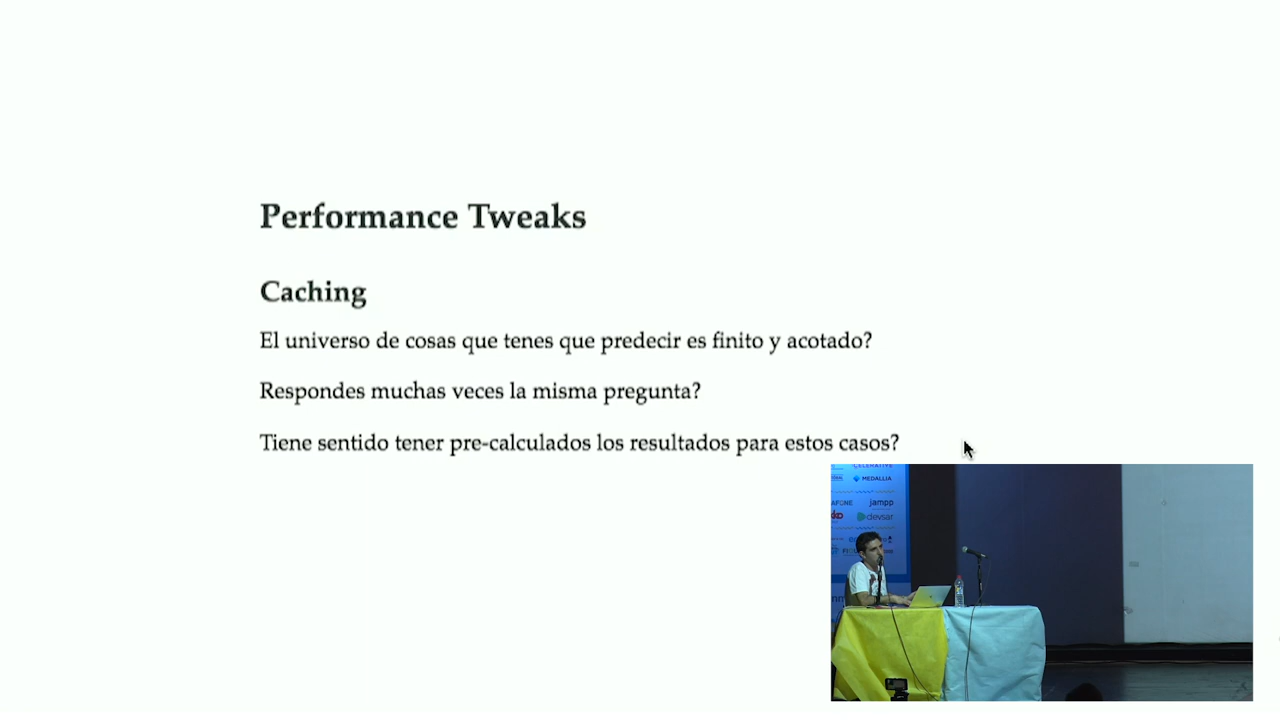 Performance Tweaks
Caching
El universo de cosas que tenes que predecir es finito y acotado?
Respondes muchas veces la misma pregunta?
Tiene sentido tener pre-calculados los resultados para estos casos?
MEDALLIA
jampp
devsar